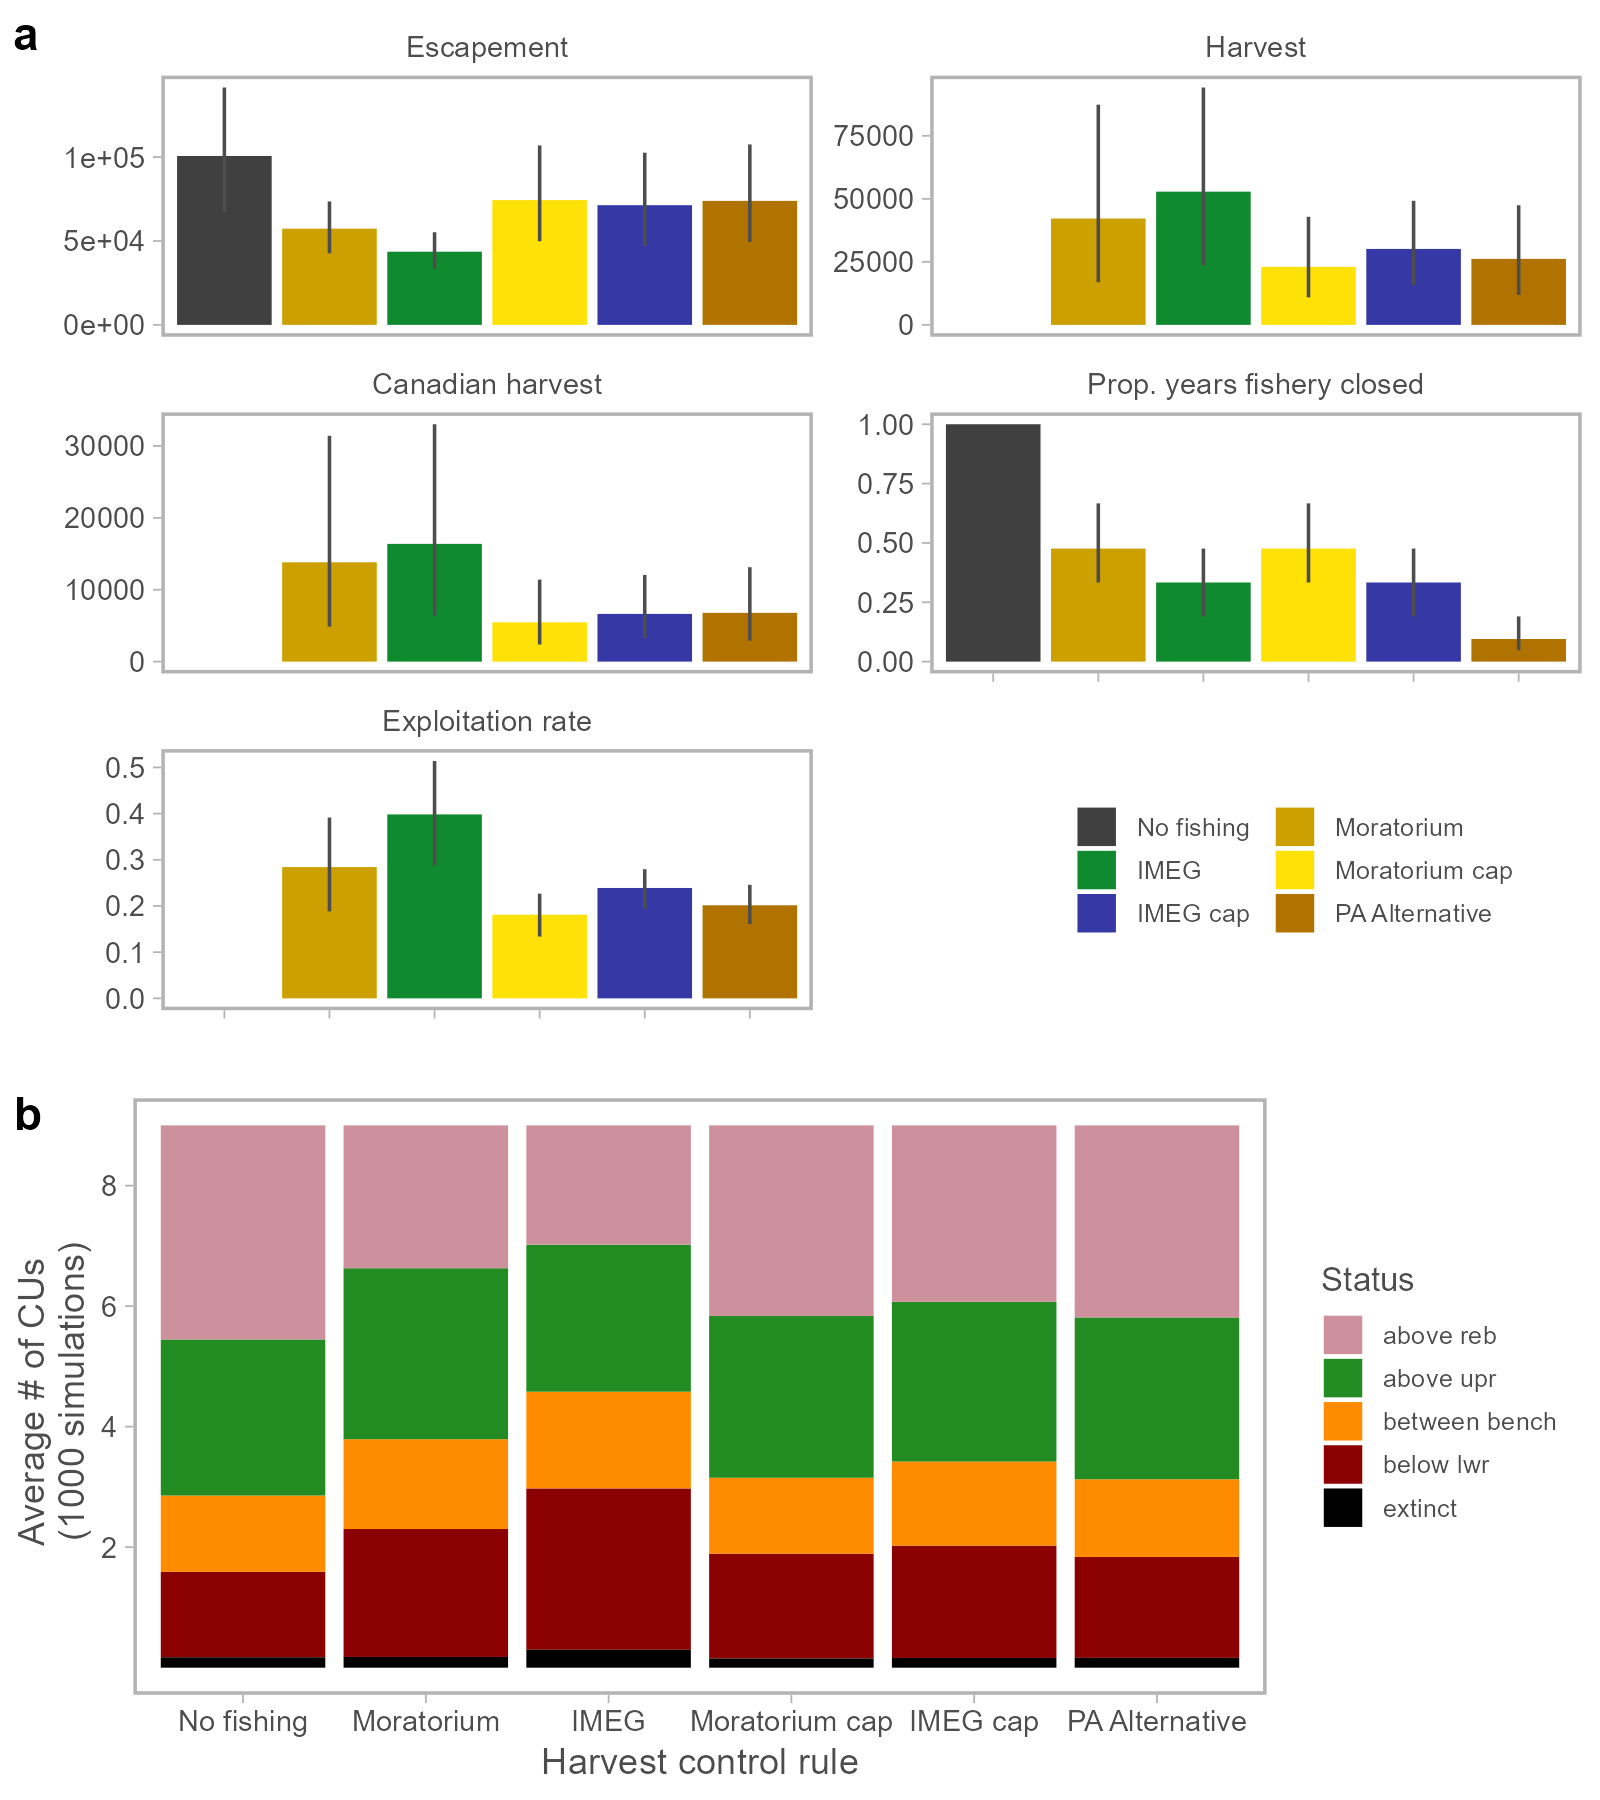 a
Escapement
1e+05
5e+04
0e+00
Harvest
75000
50000
25000
0
Canadian harvest
30000
20000
10000
0
Prop. years fishery closed
1.00
0.75
0.50
0.25
0.00
Exploitation rate
0.5
0.4
0.3
0.2
0.1
0.0
No fishing
IMEG
IMEG cap
Moratorium
Moratorium cap
PA Alternative
b
Average # of CUs
(1000 simulations)
8
6
4
2
No fishing
Moratorium
IMEG
Moratorium cap
IMEG cap
PA Alternative
Harvest control rule
Status
above reb
above upr
between bench
below lwr
extinct